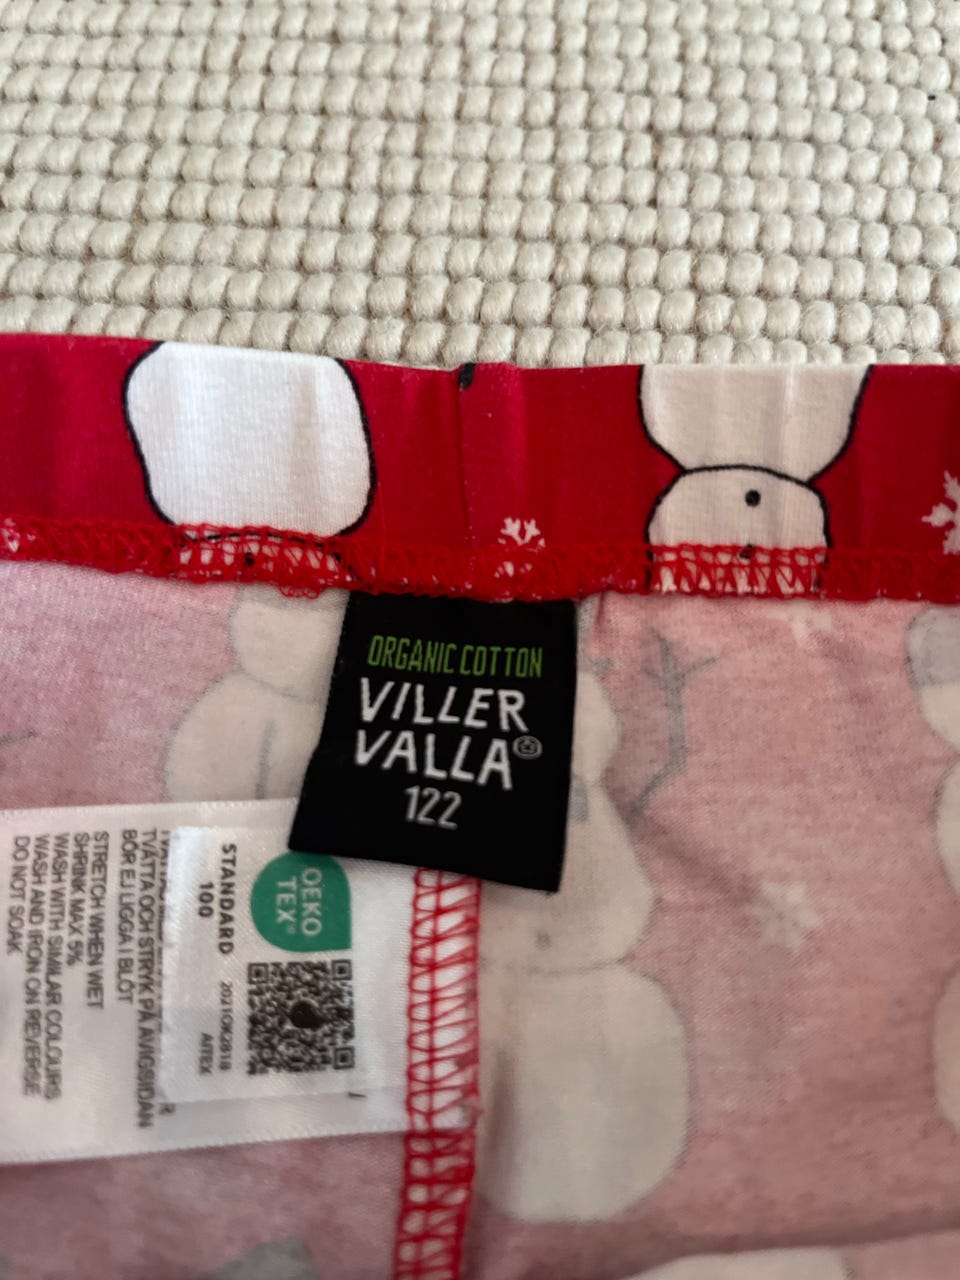 ORGANIC COTTON
VILLER
VALLA
122
OEKO
TEX®
STANDARD
100
2021OK2818
AITEX
TVÄTTA OCH STRYK PÅ AVIGSIDAN
BÖR EJ LIGGA I BLÖT
STRETCH WHEN WET
SHRINK MAX 5%
WASH WITH SIMILAR COLOURS
WASH AND IRON ON REVERSE
DO NOT SOAK